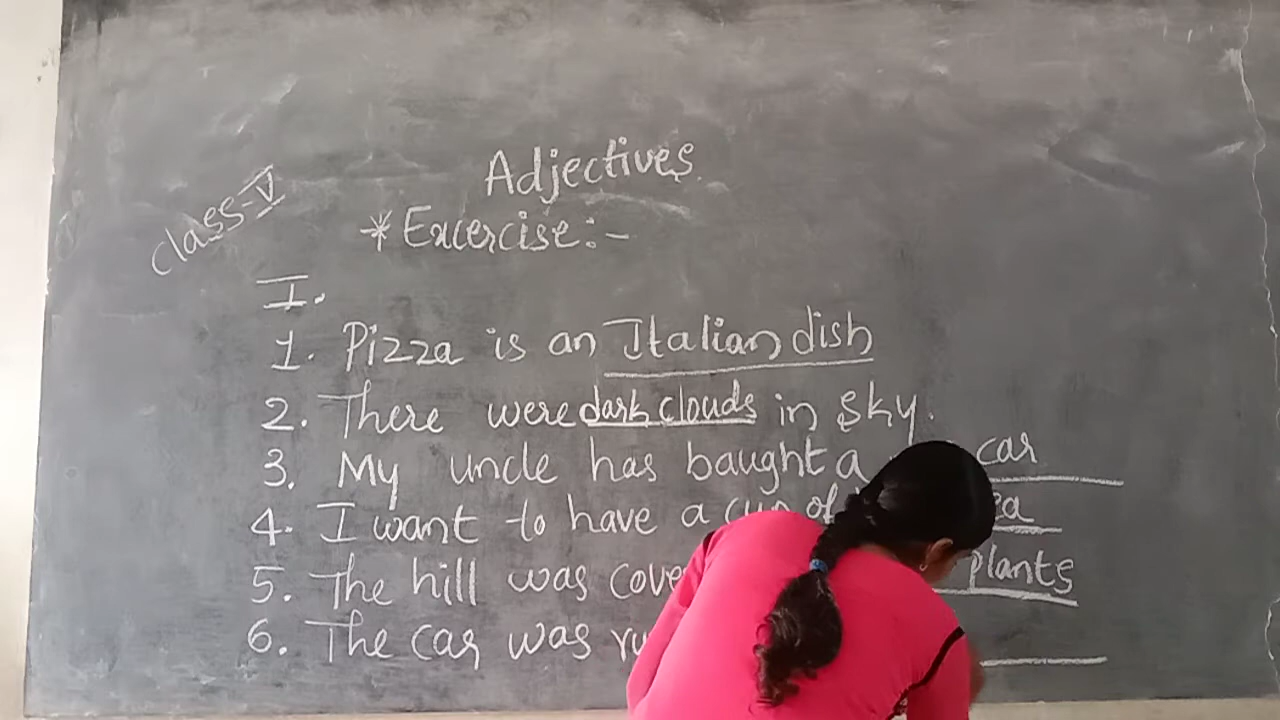 Adjectives.
Class-V
* Excercise:-
I.
1. Pizza is an Italian dish
2. There were dark clouds in sky.
3. My uncle has baught a car
4. I want to have a cup of
5. The hill was plants
6. The car was